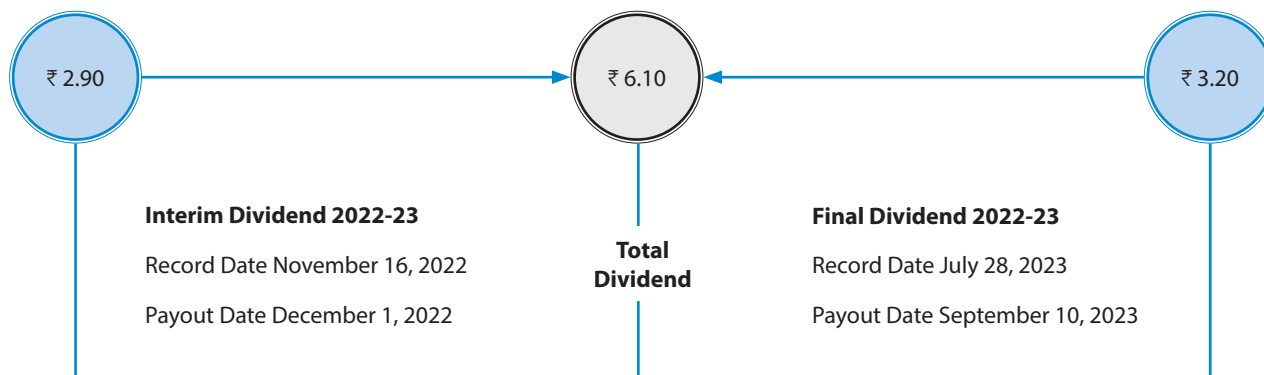 ₹ 2.90
₹ 6.10
₹ 3.20
Interim Dividend 2022-23
Record Date November 16, 2022
Payout Date December 1, 2022
Total
Dividend
Final Dividend 2022-23
Record Date July 28, 2023
Payout Date September 10, 2023